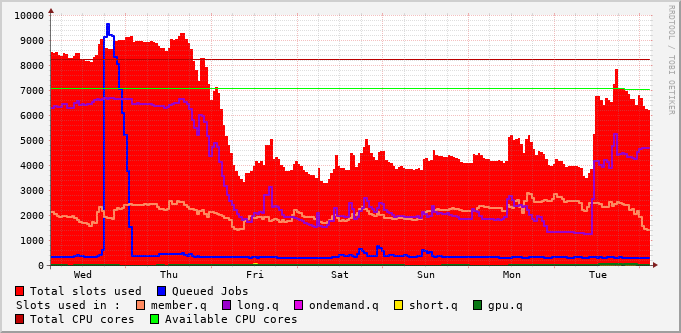 10000
9000
8000
7000
6000
5000
4000
3000
2000
1000
0
Wed Thu Fri Sat Sun Mon Tue
RRDTOOL / TOBI OETIKER
Total slots used Queued Jobs
Slots used in : member.q long.q ondemand.q short.q gpu.q
Total CPU cores Available CPU cores